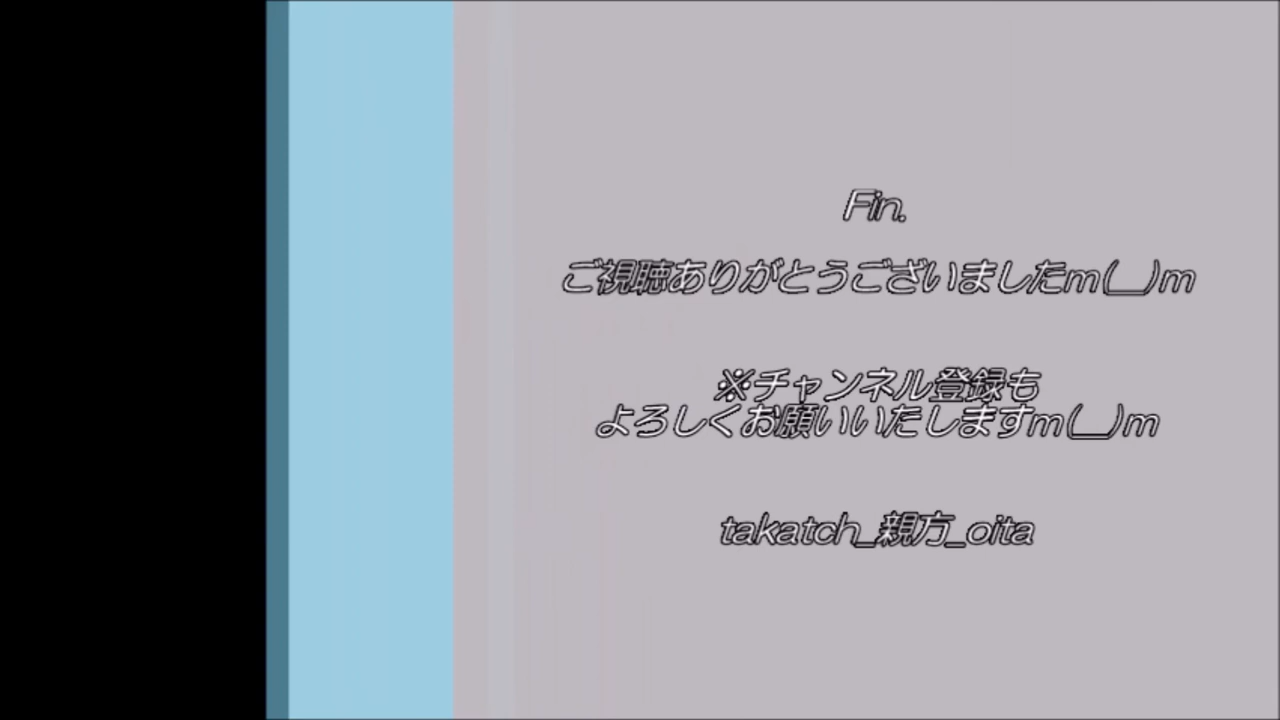 Fin.
ご視聴ありがとうございましたm(__)m
※チャンネル登録も
よろしくお願いいたしますm(__)m
takatch_親方_oita